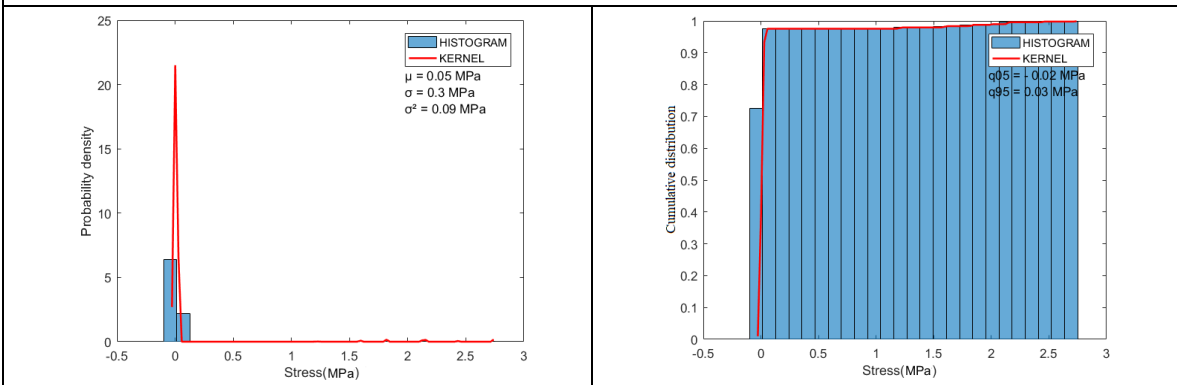 25
20
15
10
5
0
Probability density
HISTOGRAM
KERNEL
μ = 0.05 MPa
σ = 0.3 MPa
σ² = 0.09 MPa
-0.5 0 0.5 1 1.5 2 2.5 3
Stress(MPa)
1
0.9
0.8
0.7
0.6
0.5
0.4
0.3
0.2
0.1
0
Cumulative distribution
HISTOGRAM
KERNEL
q05 = - 0.02 MPa
q95 = 0.03 MPa
-0.5 0 0.5 1 1.5 2 2.5 3
Stress(MPa)